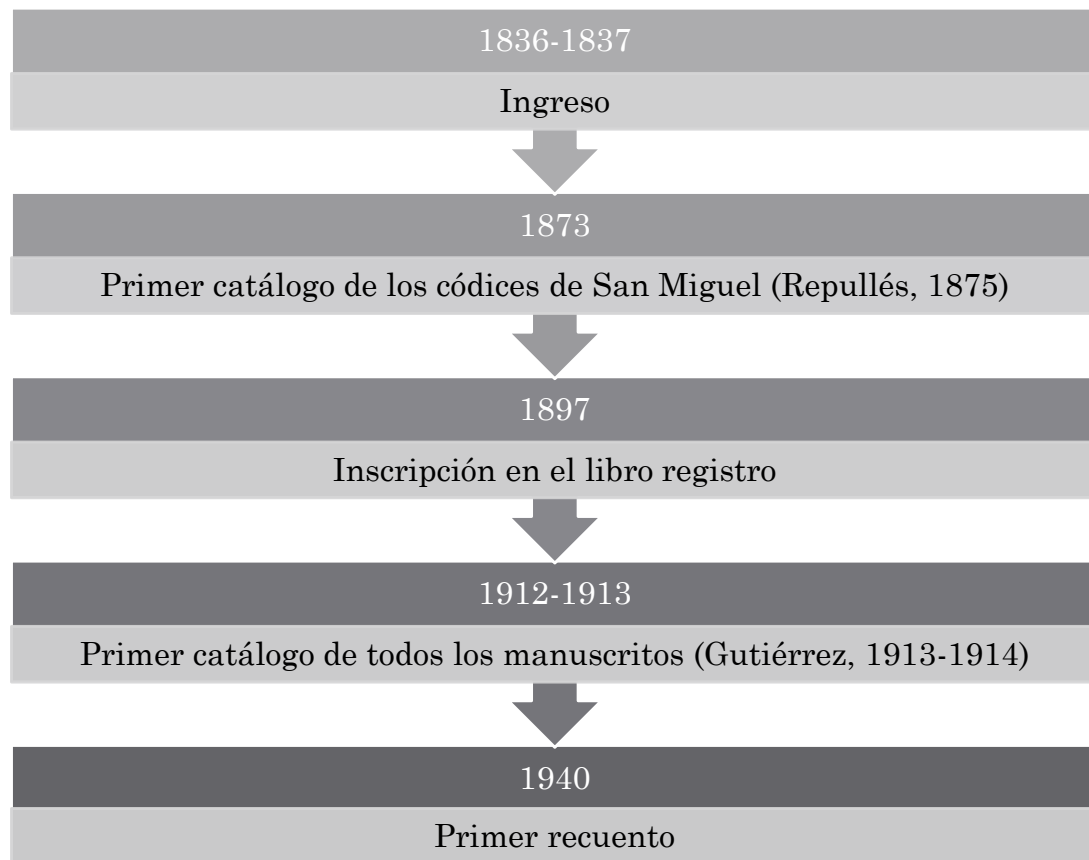 1836-1837
Ingreso
1873
Primer catálogo de los códices de San Miguel (Repullés, 1875)
1897
Inscripción en el libro registro
1912-1913
Primer catálogo de todos los manuscritos (Gutiérrez, 1913-1914)
1940
Primer recuento